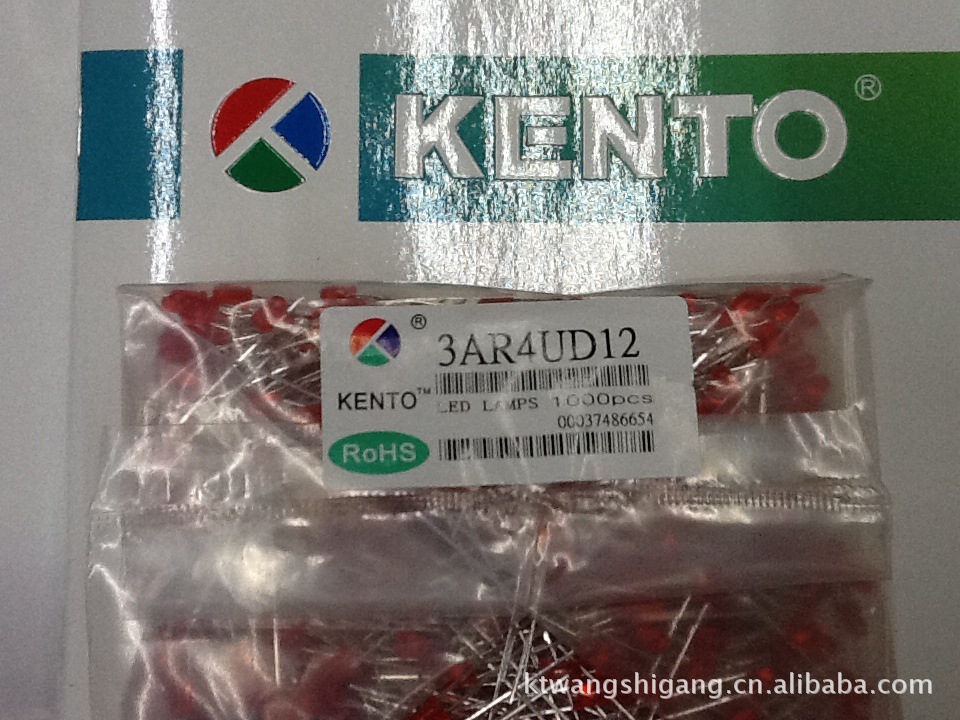 KENTO®
® 3AR4UD12
KENTO™ LED LAMPS 1000pcs
00037486654
RoHS
ktwangshigang.cn.alibaba.com